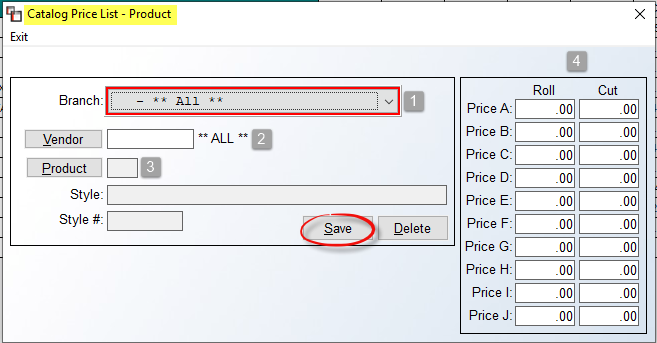 Catalog Price List - Product
Exit
Branch: - ** All ** 1
Vendor ** ALL ** 2
Product 3
Style:
Style #:
Save Delete
4
Roll Cut
Price A: .00 .00
Price B: .00 .00
Price C: .00 .00
Price D: .00 .00
Price E: .00 .00
Price F: .00 .00
Price G: .00 .00
Price H: .00 .00
Price I: .00 .00
Price J: .00 .00